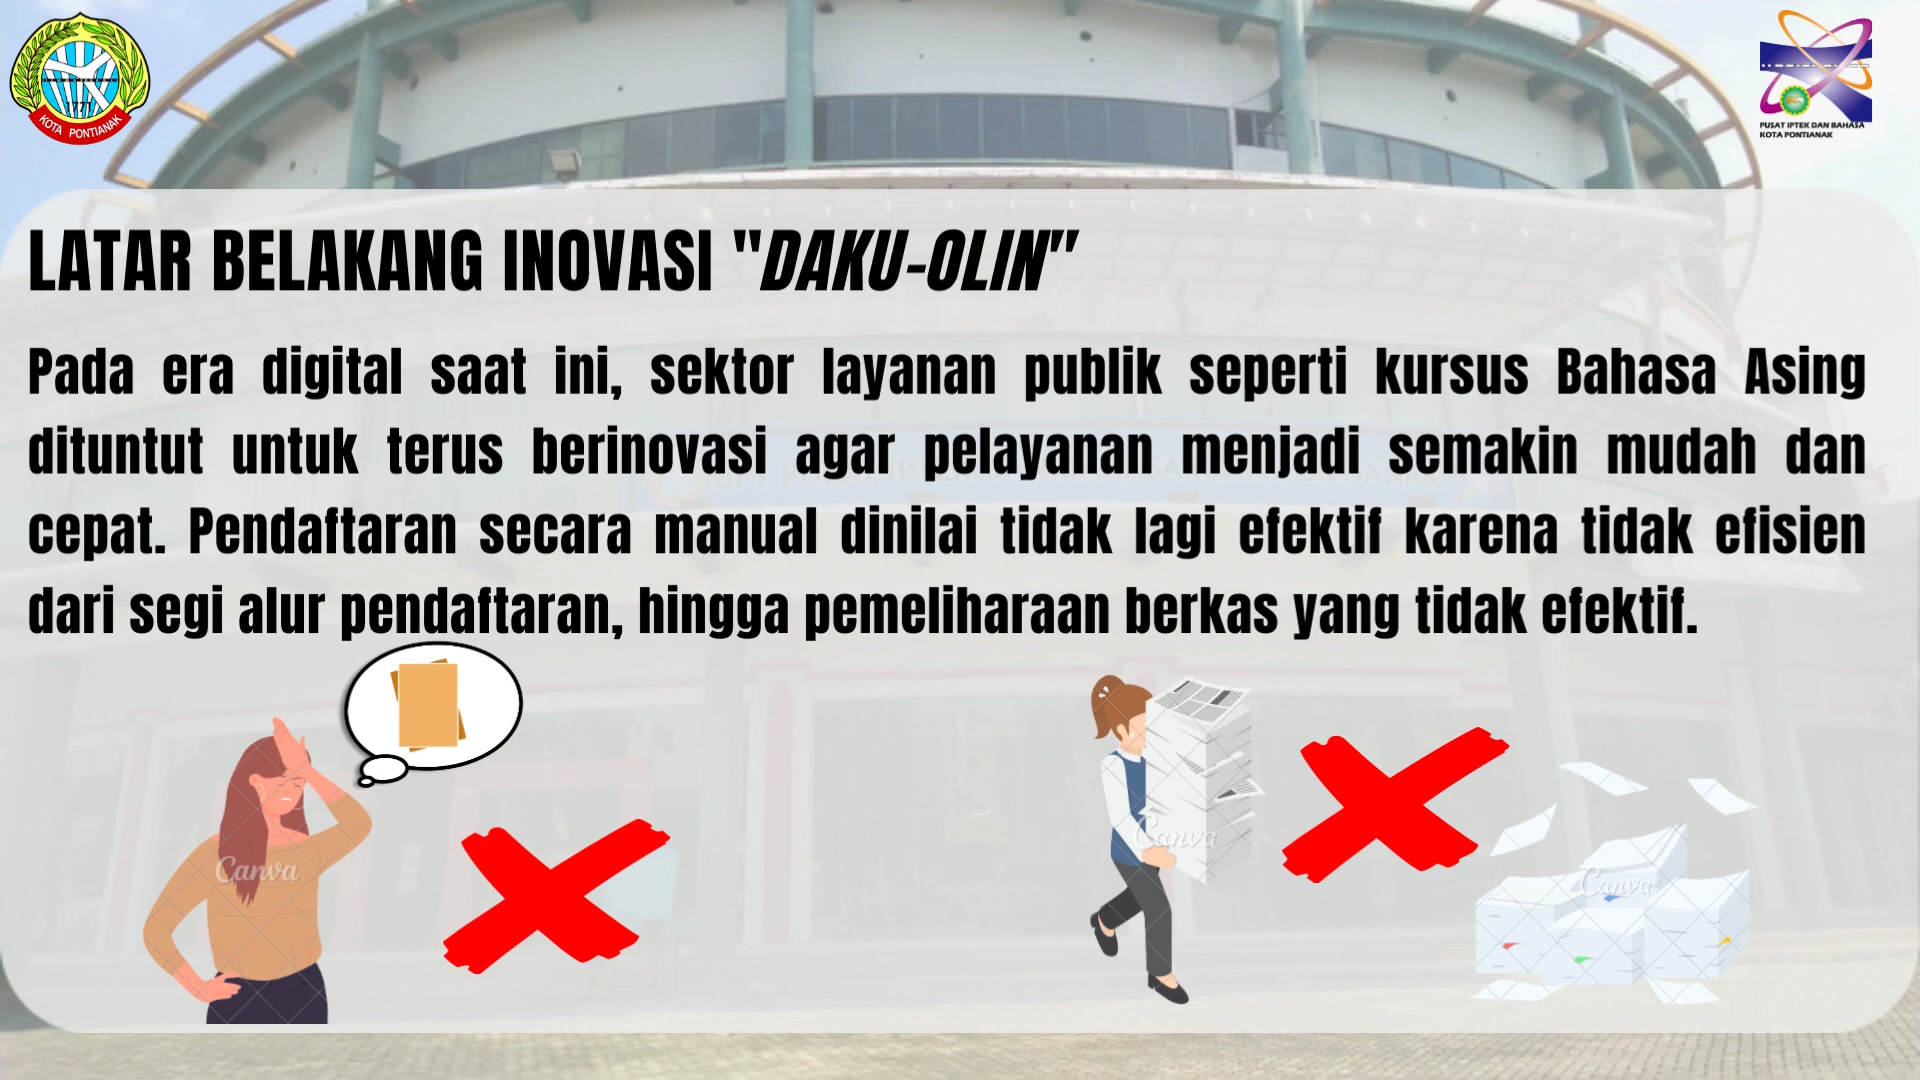 1771
KOTA PONTIANAK
PUSAT IPTEK DAN BAHASA
KOTA PONTIANAK
LATAR BELAKANG INOVASI "DAKU-OLIN"
Pada era digital saat ini, sektor layanan publik seperti kursus Bahasa Asing
dituntut untuk terus berinovasi agar pelayanan menjadi semakin mudah dan
cepat. Pendaftaran secara manual dinilai tidak lagi efektif karena tidak efisien
dari segi alur pendaftaran, hingga pemeliharaan berkas yang tidak efektif.
Canva
Canva
Canva